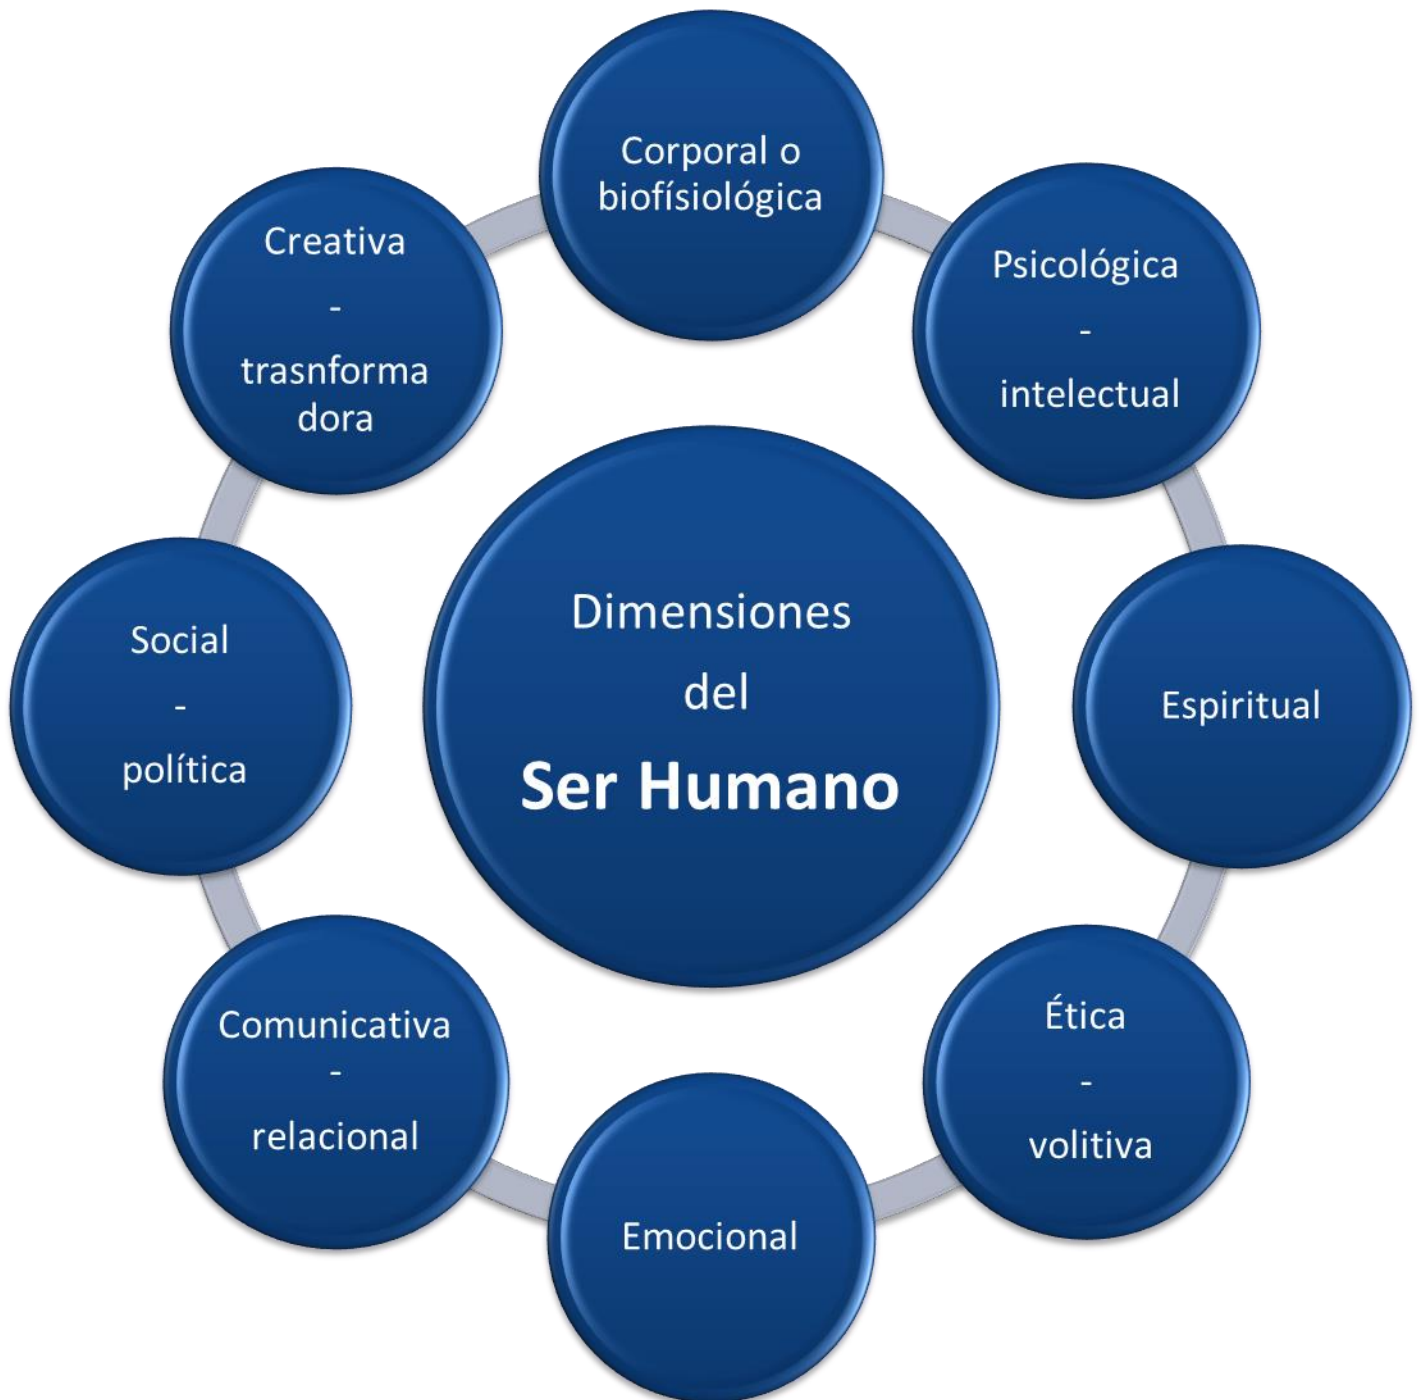 Corporal o
biofísiológica
Psicológica
-
intelectual
Espiritual
Ética
-
volitiva
Emocional
Comunicativa
-
relacional
Social
-
política
Creativa
-
trasnforma
dora
Dimensiones
del
Ser Humano